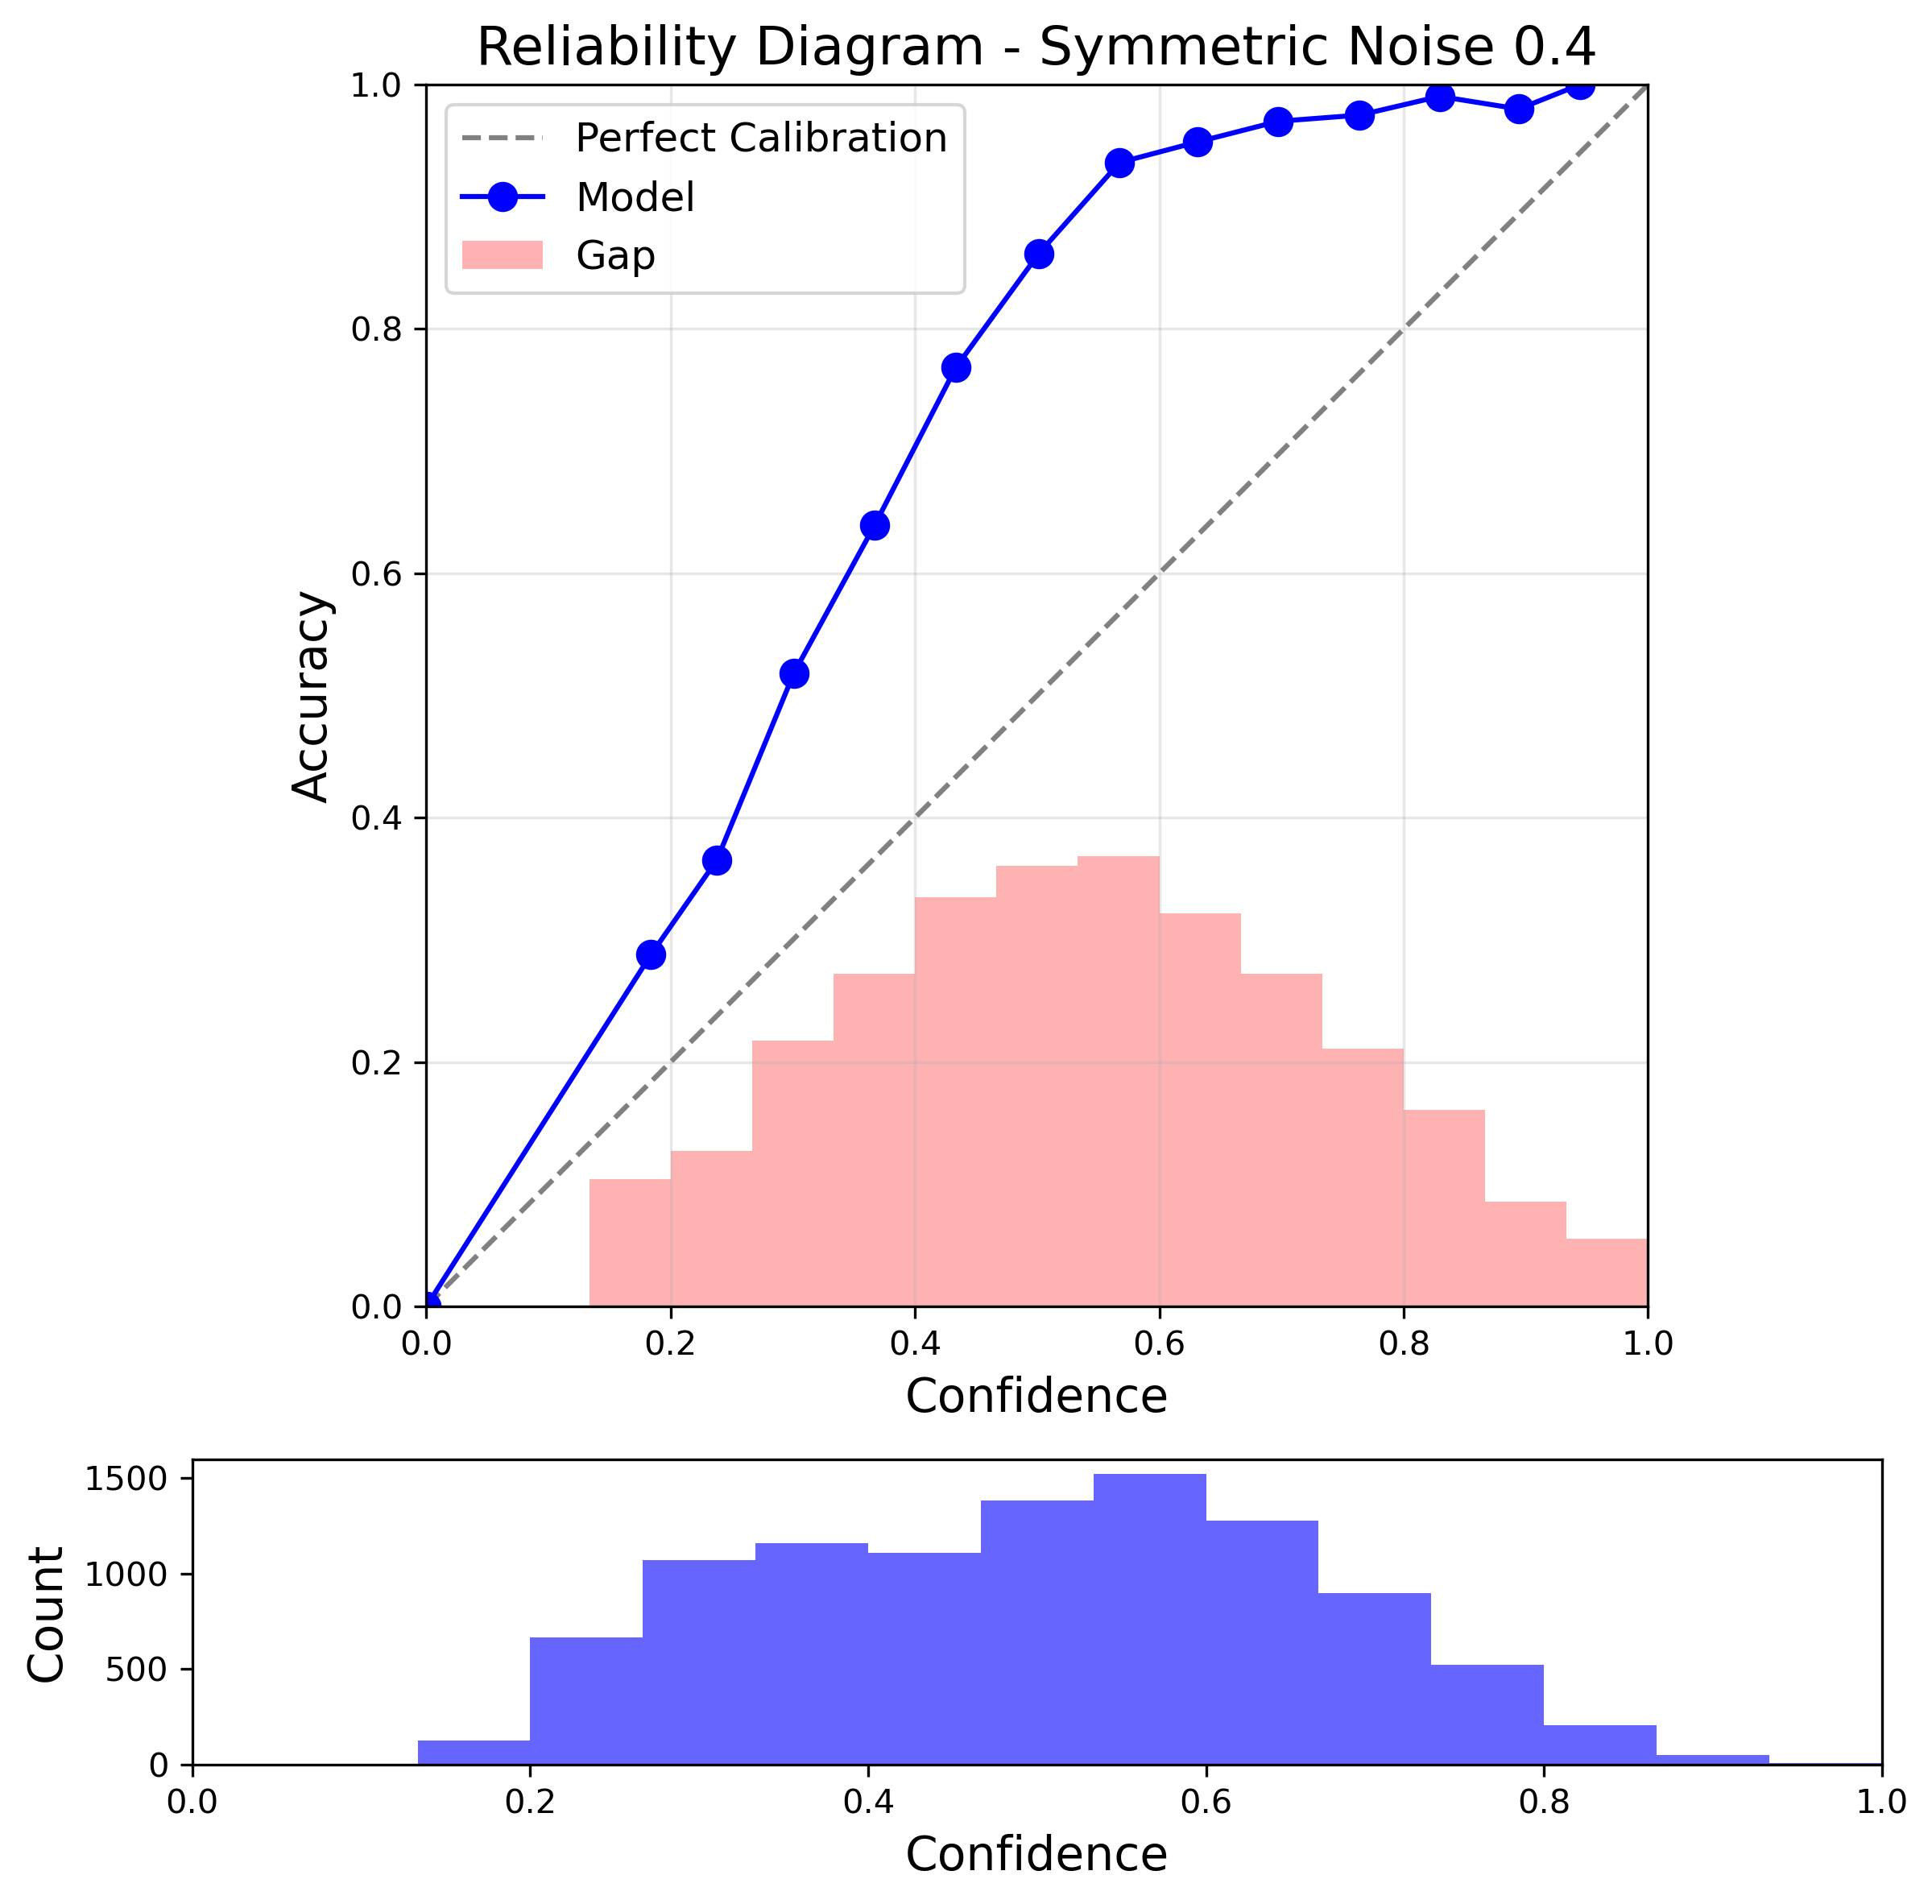 Reliability Diagram - Symmetric Noise 0.4
Perfect Calibration
Model
Gap
Accuracy
1.0
0.8
0.6
0.4
0.2
0.0
0.0 0.2 0.4 0.6 0.8 1.0
Confidence
Count
1500
1000
500
0
0.0 0.2 0.4 0.6 0.8 1.0
Confidence